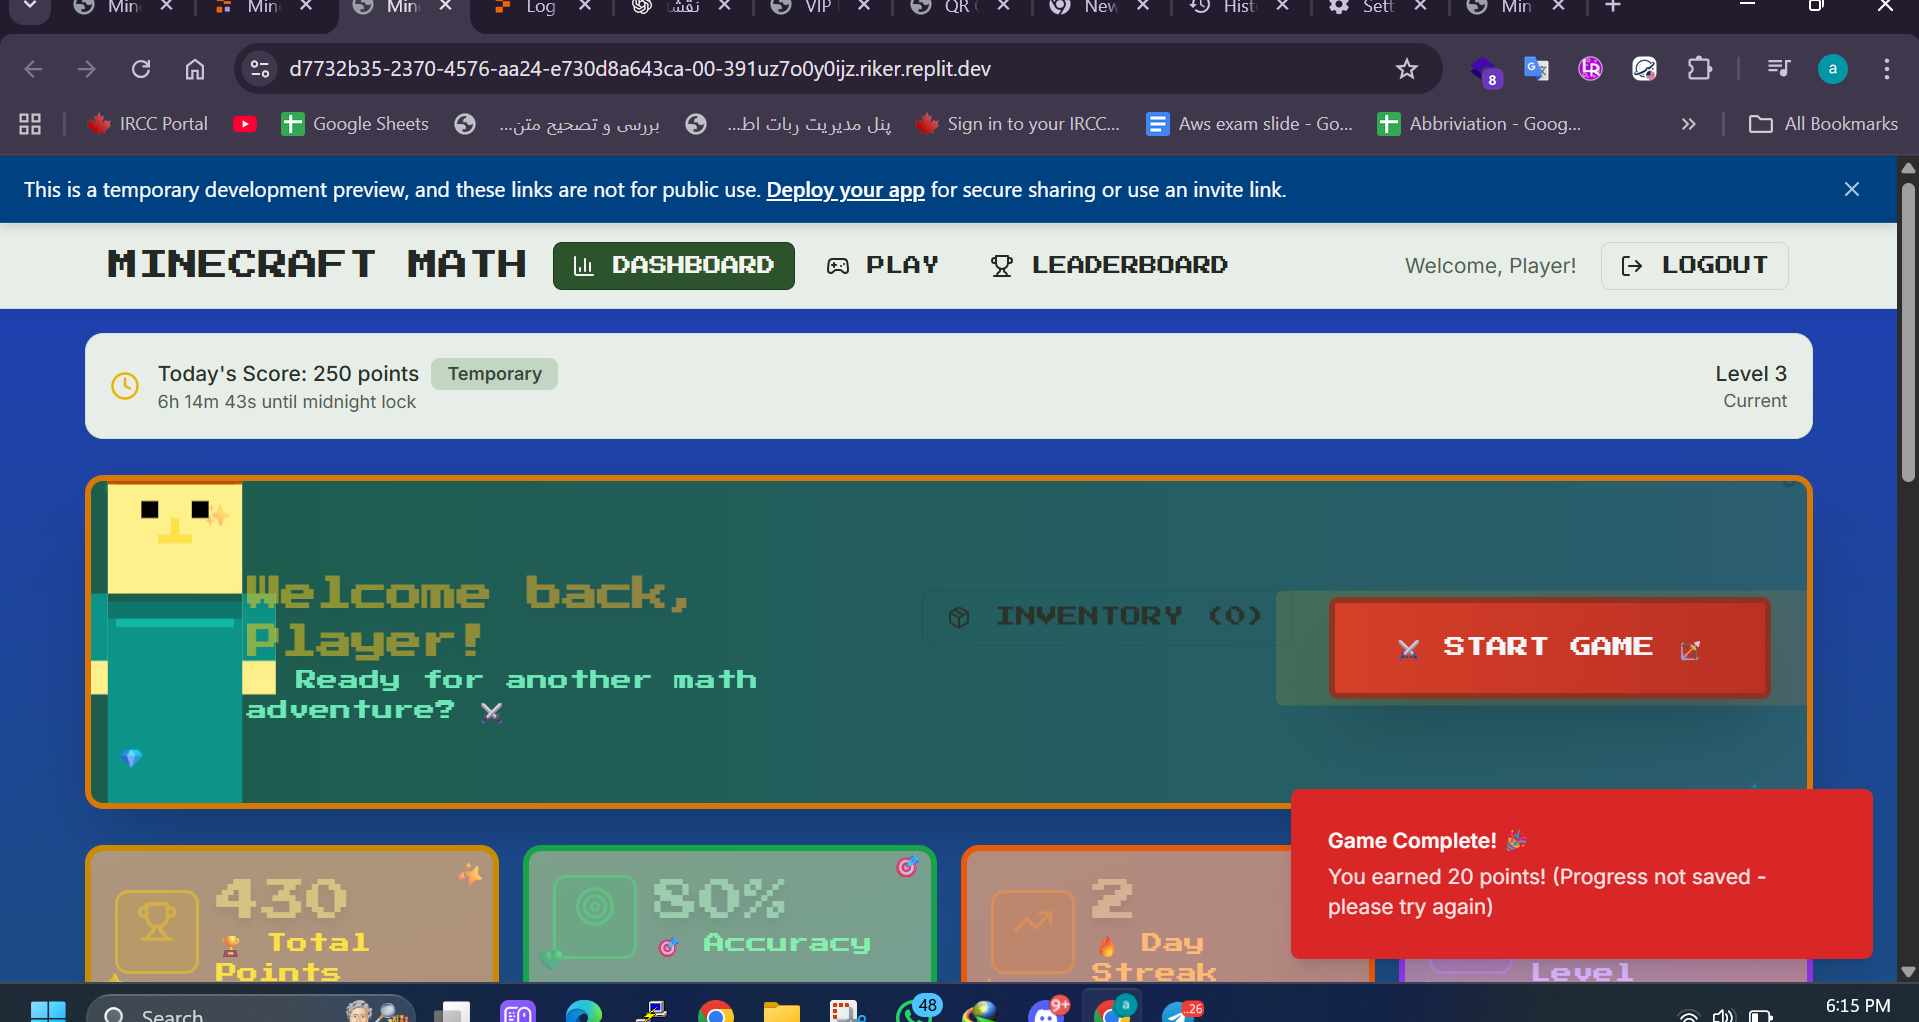 Min
Min
Min
Log
نقش
VIP
QR
New
Hist
Sett
Min
d7732b35-2370-4576-aa24-e730d8a643ca-00-391uz7o0y0ijz.riker.replit.dev
8
a
IRCC Portal
Google Sheets
بررسی و تصحیح متن...
پنل مدیریت ربات اط...
Sign in to your IRCC...
Aws exam slide - Go...
Abbriviation - Goog...
All Bookmarks
This is a temporary development preview, and these links are not for public use. Deploy your app for secure sharing or use an invite link.
MINECRAFT MATH
DASHBOARD
PLAY
LEADERBOARD
Welcome, Player!
LOGOUT
Today's Score: 250 points
Temporary
6h 14m 43s until midnight lock
Level 3
Current
Welcome back,
Player!
Ready for another math
adventure? ⚔️
INVENTORY (0)
⚔️ START GAME 🏹
430
🏆 Total
Points
80%
🎯 Accuracy
2
🔥 Day
Streak
Level
Game Complete! 🎉
You earned 20 points! (Progress not saved -
please try again)
Search
48
9+
a
..26
6:15 PM